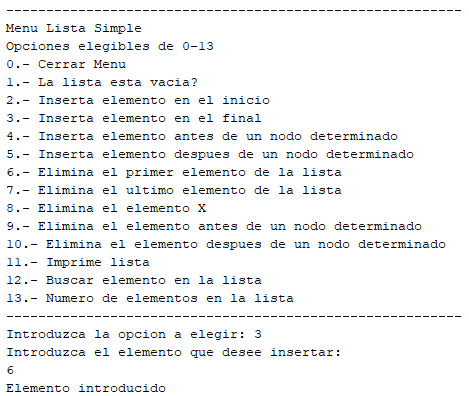 ---------------------------------------------------------
Menu Lista Simple
Opciones elegibles de 0-13
0.- Cerrar Menu
1.- La lista esta vacia?
2.- Inserta elemento en el inicio
3.- Inserta elemento en el final
4.- Inserta elemento antes de un nodo determinado
5.- Inserta elemento despues de un nodo determinado
6.- Elimina el primer elemento de la lista
7.- Elimina el ultimo elemento de la lista
8.- Elimina el elemento X
9.- Elimina el elemento antes de un nodo determinado
10.- Elimina el elemento despues de un nodo determinado
11.- Imprime lista
12.- Buscar elemento en la lista
13.- Numero de elementos en la lista
---------------------------------------------------------
Introduzca la opcion a elegir: 3
Introduzca el elemento que desee insertar:
6
Elemento introducido